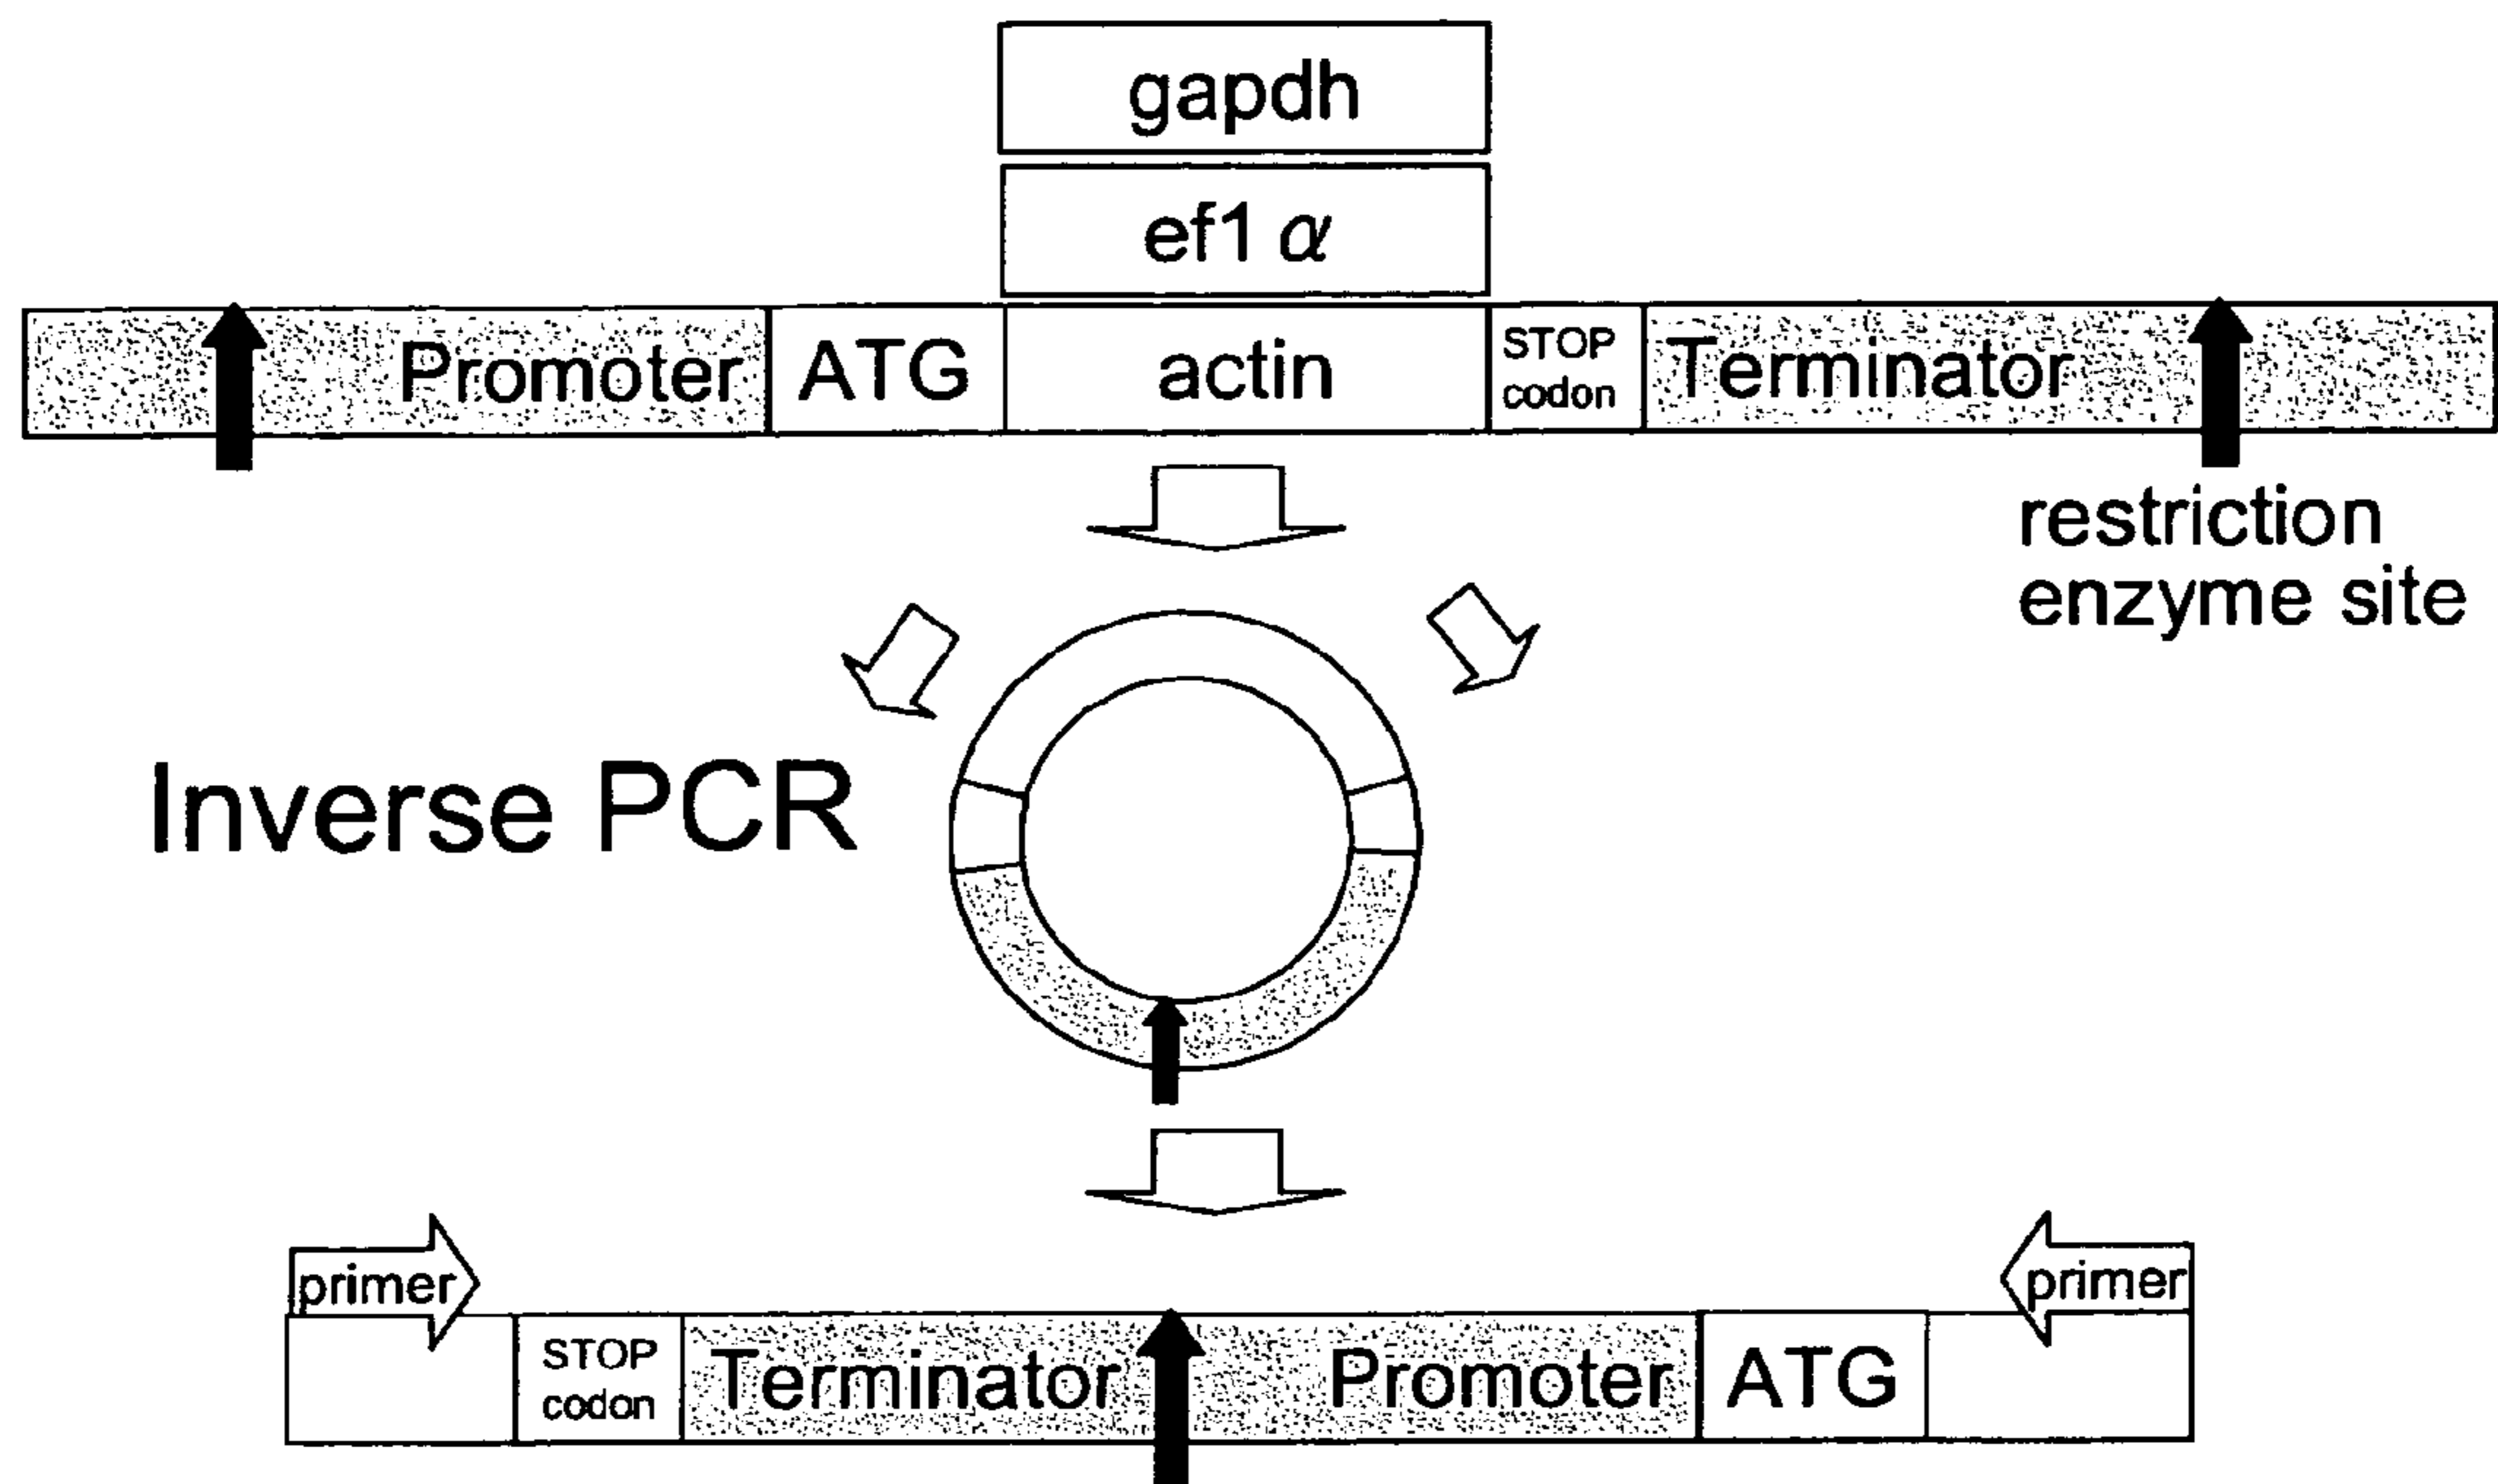 gapdh
ef1 α
Promoter ATG actin STOP codon Terminator
restriction
enzyme site
Inverse PCR
primer primer
STOP codon Terminator Promoter ATG